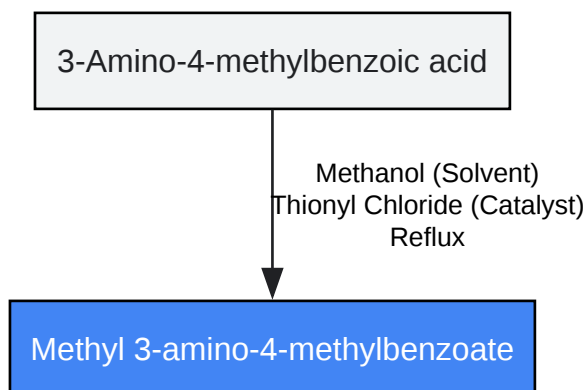 3-Amino-4-methylbenzoic acid
Methanol (Solvent)
Thionyl Chloride (Catalyst)
Reflux
Methyl 3-amino-4-methylbenzoate